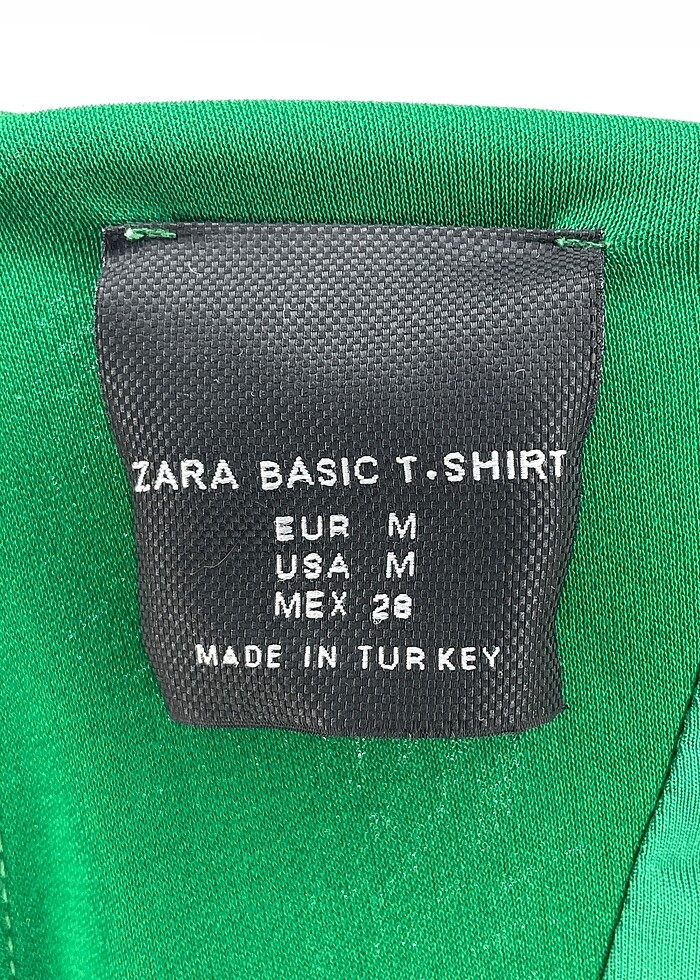 ZARA BASIC T.SHIRT
EUR M
USA M
MEX 28
MADE IN TURKEY